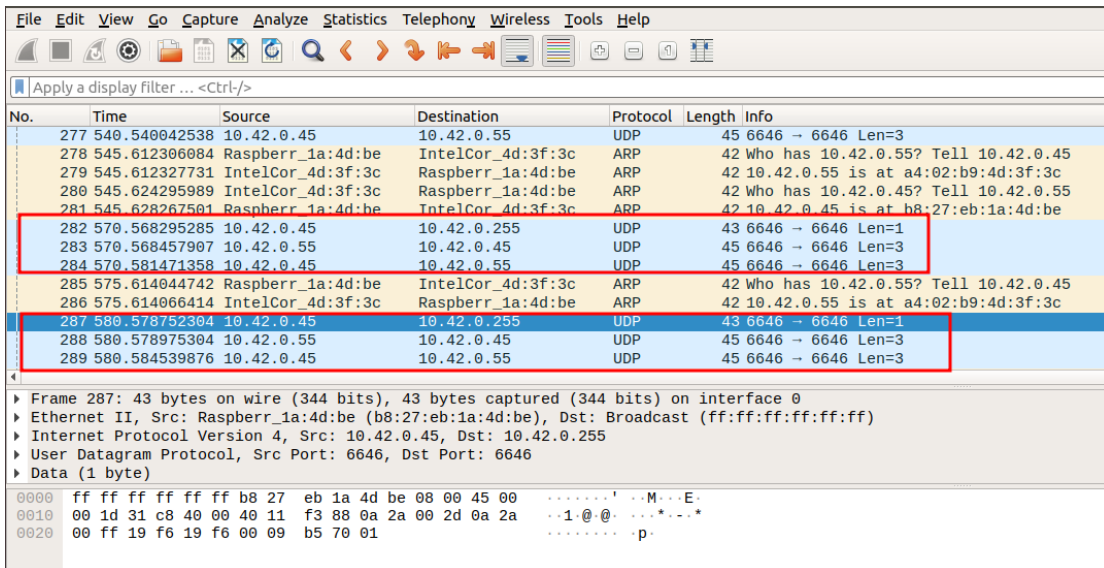 File Edit View Go Capture Analyze Statistics Telephony Wireless Tools Help
Apply a display filter … <Ctrl-/>
No. Time Source Destination Protocol Length Info
277 540.540042538 10.42.0.45 10.42.0.55 UDP 45 6646 → 6646 Len=3
278 545.612306084 Raspberr_1a:4d:be IntelCor_4d:3f:3c ARP 42 Who has 10.42.0.55? Tell 10.42.0.45
279 545.612327731 IntelCor_4d:3f:3c Raspberr_1a:4d:be ARP 42 10.42.0.55 is at a4:02:b9:4d:3f:3c
280 545.624295989 IntelCor_4d:3f:3c Raspberr_1a:4d:be ARP 42 Who has 10.42.0.45? Tell 10.42.0.55
281 545.628267501 Raspberr_1a:4d:be IntelCor_4d:3f:3c ARP 42 10.42.0.45 is at b8:27:eb:1a:4d:be
282 570.568295285 10.42.0.45 10.42.0.255 UDP 43 6646 → 6646 Len=1
283 570.568457907 10.42.0.55 10.42.0.45 UDP 45 6646 → 6646 Len=3
284 570.581471358 10.42.0.45 10.42.0.55 UDP 45 6646 → 6646 Len=3
285 575.614044742 Raspberr_1a:4d:be IntelCor_4d:3f:3c ARP 42 Who has 10.42.0.55? Tell 10.42.0.45
286 575.614066414 IntelCor_4d:3f:3c Raspberr_1a:4d:be ARP 42 10.42.0.55 is at a4:02:b9:4d:3f:3c
287 580.578752304 10.42.0.45 10.42.0.255 UDP 43 6646 → 6646 Len=1
288 580.578975304 10.42.0.55 10.42.0.45 UDP 45 6646 → 6646 Len=3
289 580.584539876 10.42.0.45 10.42.0.55 UDP 45 6646 → 6646 Len=3
Frame 287: 43 bytes on wire (344 bits), 43 bytes captured (344 bits) on interface 0
Ethernet II, Src: Raspberr_1a:4d:be (b8:27:eb:1a:4d:be), Dst: Broadcast (ff:ff:ff:ff:ff:ff)
Internet Protocol Version 4, Src: 10.42.0.45, Dst: 10.42.0.255
User Datagram Protocol, Src Port: 6646, Dst Port: 6646
Data (1 byte)
0000 ff ff ff ff ff ff b8 27 eb 1a 4d be 08 00 45 00 ·······' ··M···E·
0010 00 1d 31 c8 40 00 40 11 f3 88 0a 2a 00 2d 0a 2a ··1·@·@· ···*·-·*
0020 00 ff 19 f6 19 f6 00 09 b5 70 01 ········ ·p·